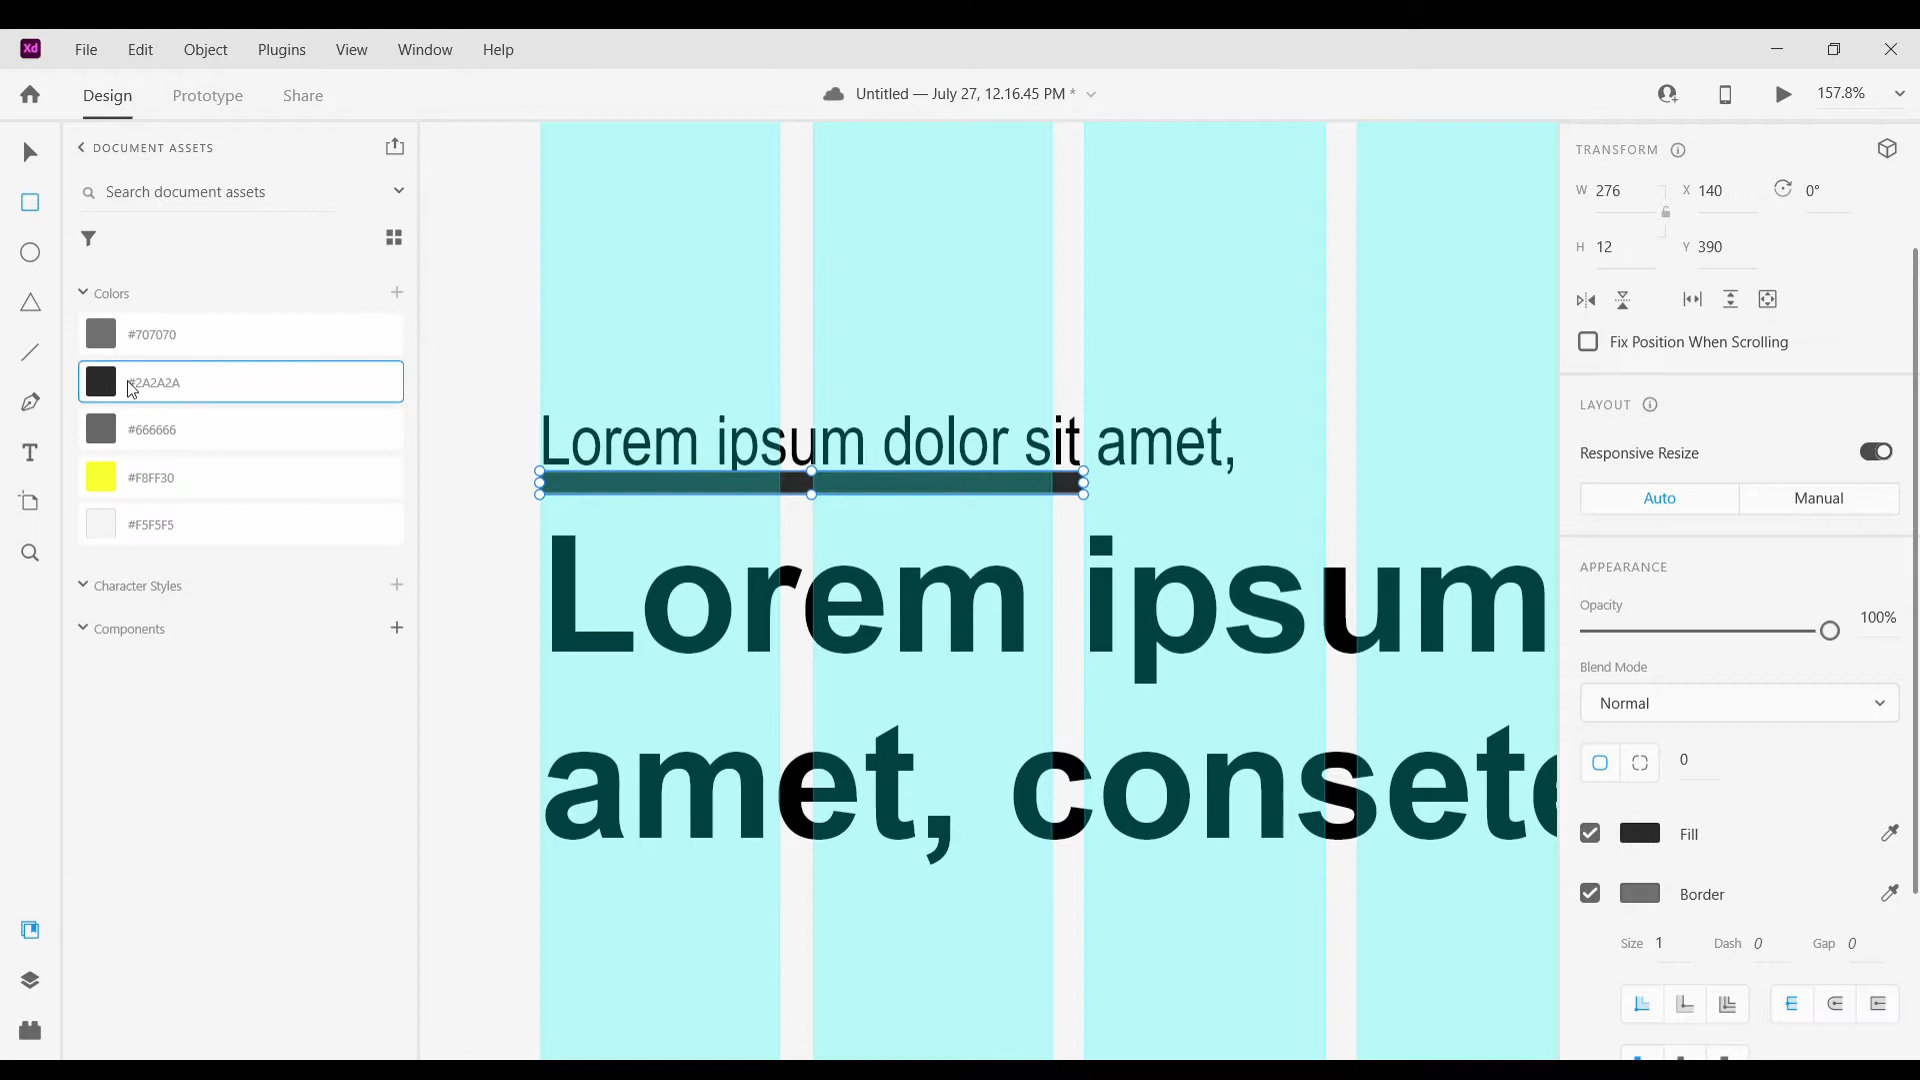 Xd File Edit Object Plugins View Window Help
Design Prototype Share Untitled — July 27, 12.16.45 PM * 157.8%
DOCUMENT ASSETS
Search document assets
Colors
#707070
#2A2A2A
#666666
#F8FF30
#F5F5F5
Character Styles
Components
T
Lorem ipsum dolor sit amet,
Lorem ipsum
amet, consete
TRANSFORM
W 276 X 140 0°
H 12 Y 390
Fix Position When Scrolling
LAYOUT
Responsive Resize
Auto Manual
APPEARANCE
Opacity
100%
Blend Mode
Normal
0
Fill
Border
Size 1 Dash 0 Gap 0